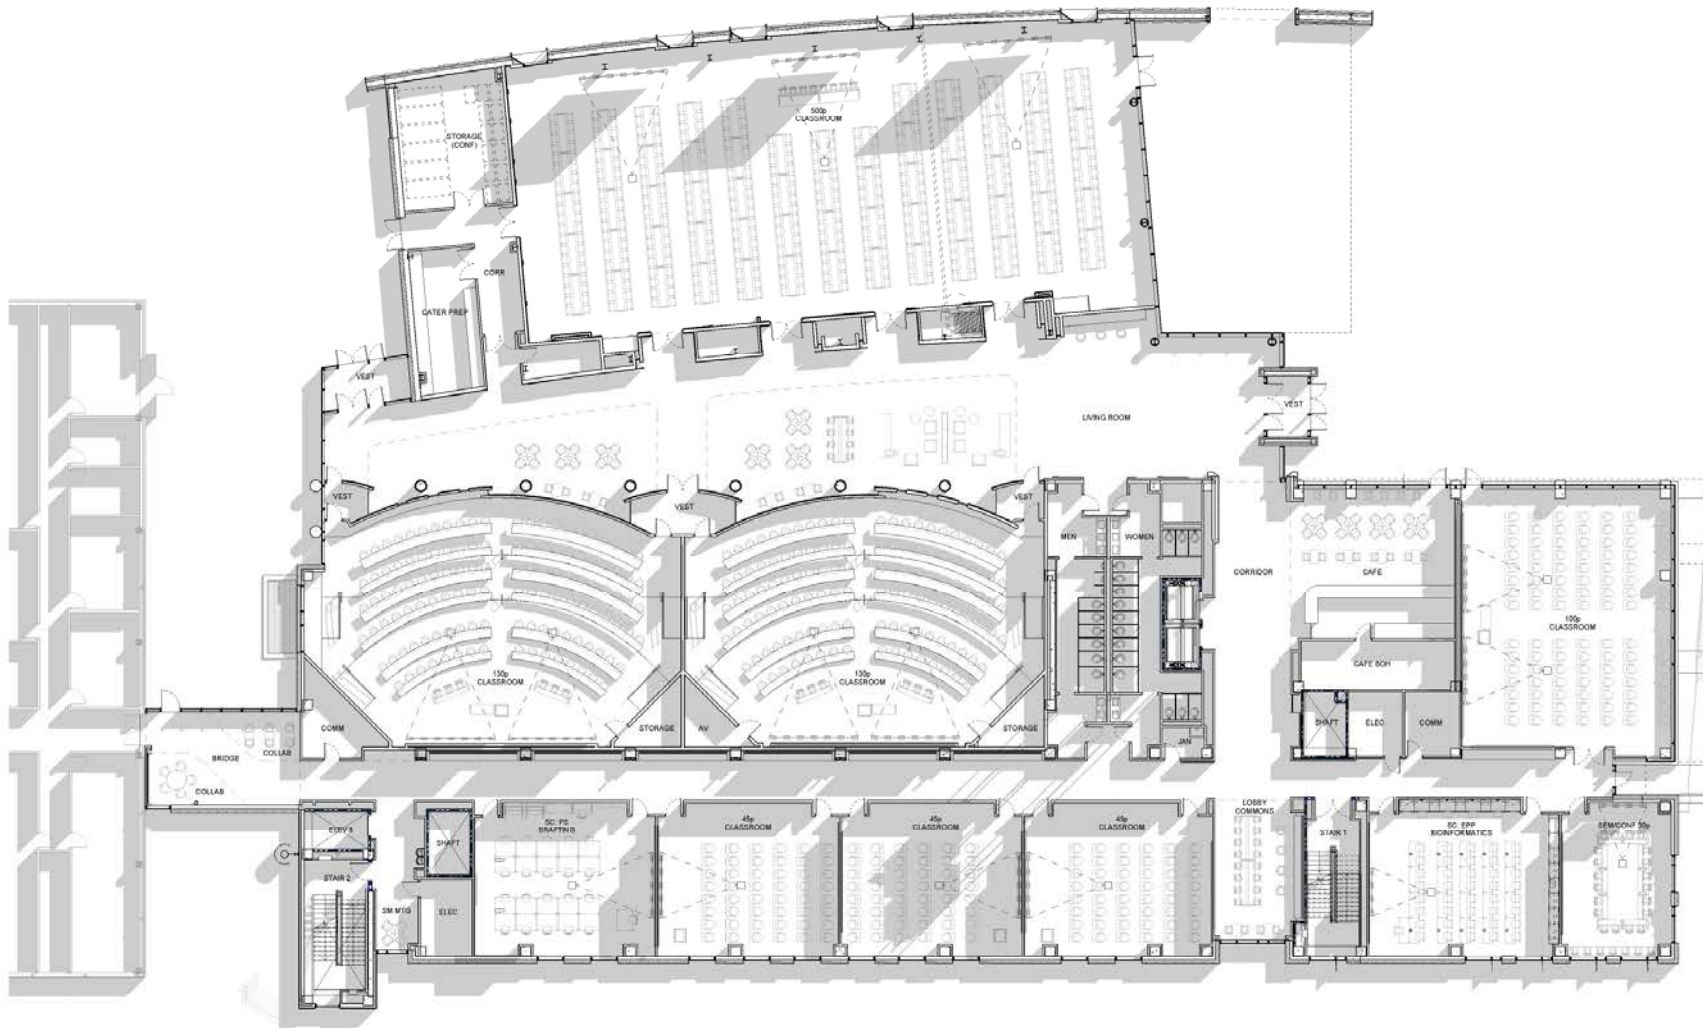 500p
CLASSROOM
STORAGE
(CONF)
CORR
CATER PREP
VEST
LIVING ROOM
VEST
VEST
VEST
VEST
MEN
WOMEN
CORRIDOR
CAFE
100p
CLASSROOM
CAFE BOH
130p
CLASSROOM
130p
CLASSROOM
COMM
STORAGE
AV
STORAGE
JAN
SHAFT
ELEC
COMM
BRIDGE
COLLAB
COLLAB
ELEV 3
SHAFT
SC: PS
DRAFTING
45p
CLASSROOM
45p
CLASSROOM
45p
CLASSROOM
LOBBY
COMMONS
STAIR 1
SC: EPP
BIOINFORMATICS
SEM/CONF 30p
STAIR 2
SM MTG
ELEC